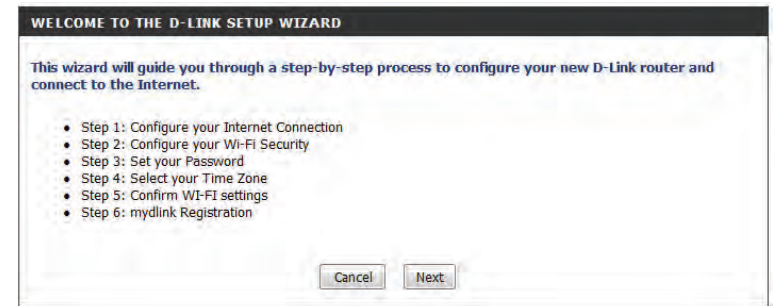 WELCOME TO THE D-LINK SETUP WIZARD
This wizard will guide you through a step-by-step process to configure your new D-Link router and
connect to the Internet.
• Step 1: Configure your Internet Connection
• Step 2: Configure your Wi-Fi Security
• Step 3: Set your Password
• Step 4: Select your Time Zone
• Step 5: Confirm WI-FI settings
• Step 6: mydlink Registration
Cancel Next